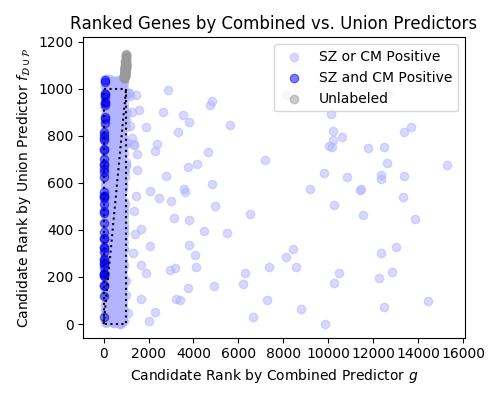 Ranked Genes by Combined vs. Union Predictors
SZ or CM Positive
SZ and CM Positive
Unlabeled
Candidate Rank by Union Predictor f_{D∪P}
1200
1000
800
600
400
200
0
0 2000 4000 6000 8000 10000 12000 14000 16000
Candidate Rank by Combined Predictor g